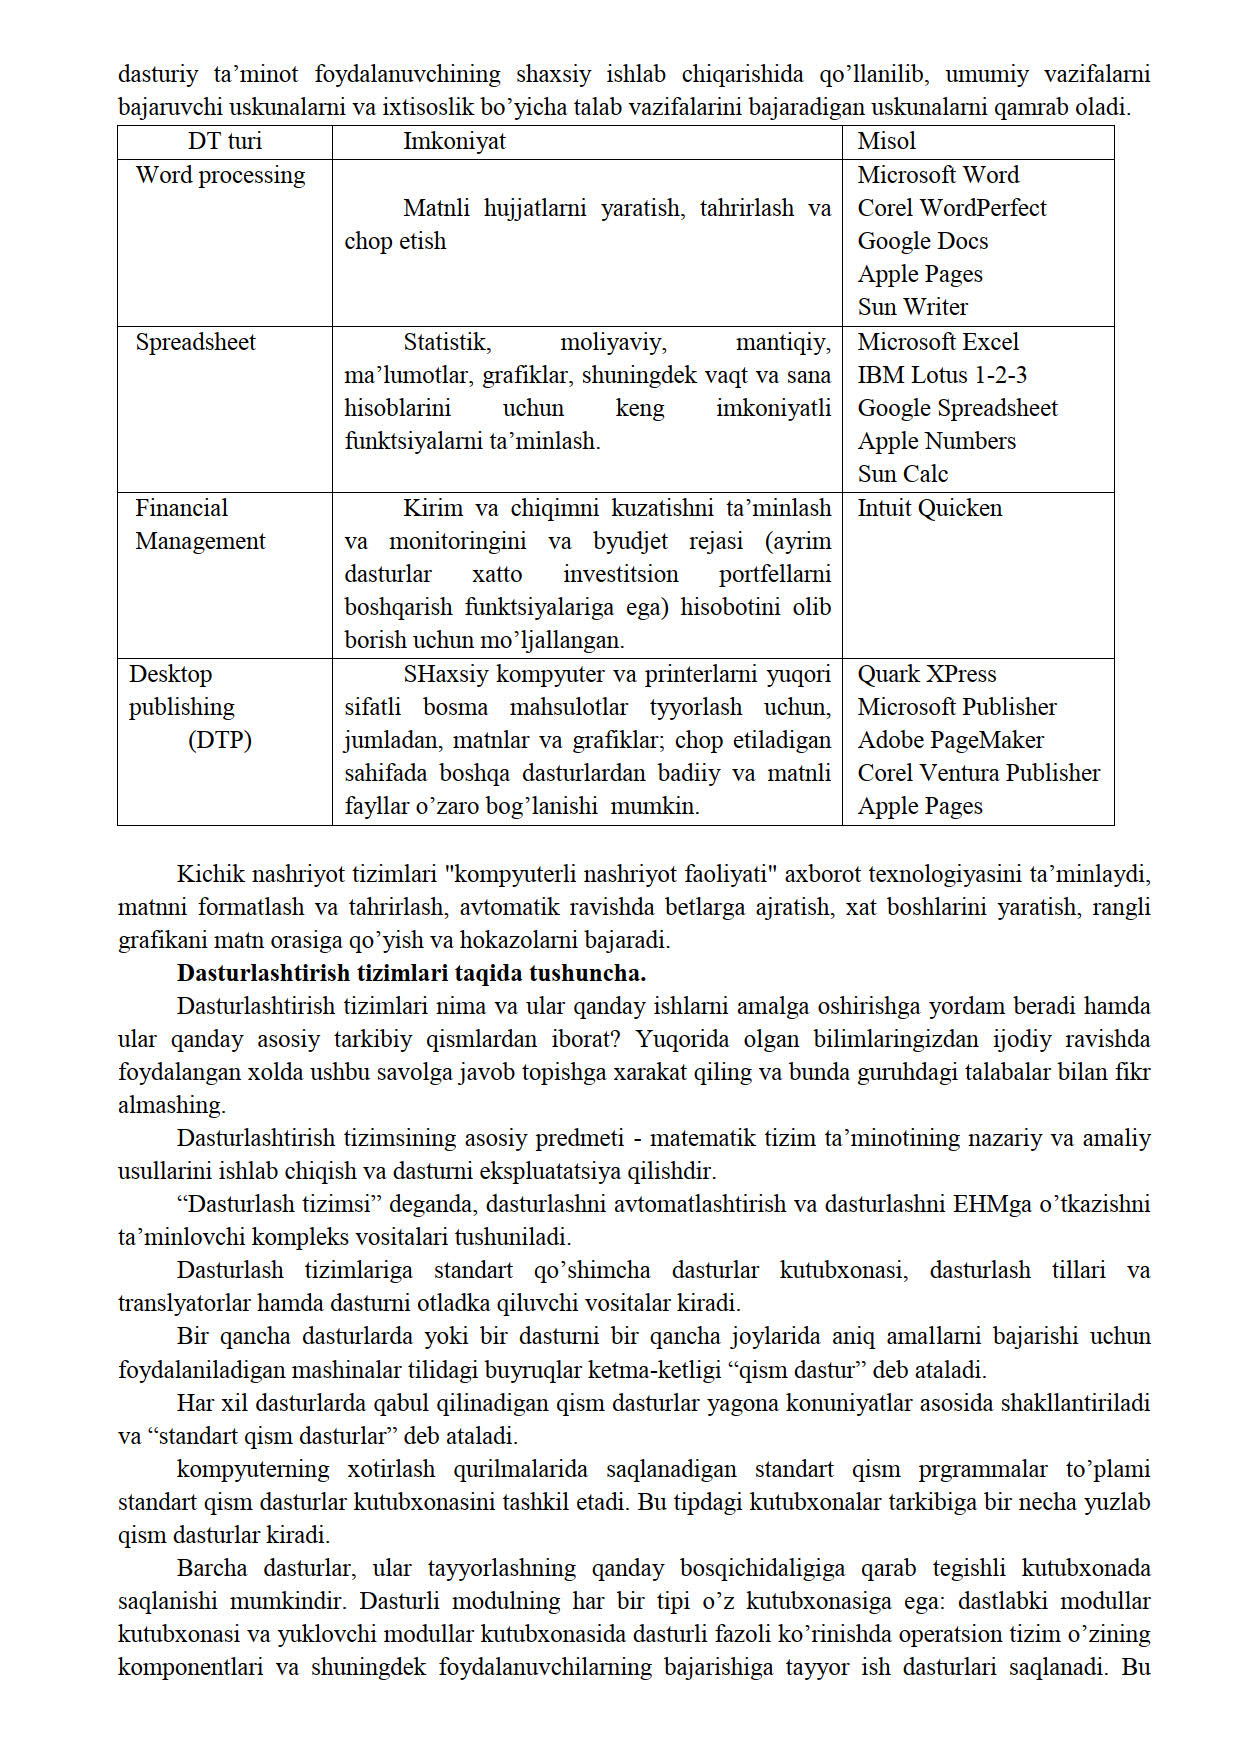 dasturiy ta’minot foydalanuvchining shaxsiy ishlab chiqarishida qo’llanilib, umumiy vazifalarni
bajaruvchi uskunalarni va ixtisoslik bo’yicha talab vazifalarini bajaradigan uskunalarni qamrab oladi.
DT turi
Imkoniyat
Misol
Word processing
Matnli hujjatlarni yaratish, tahrirlash va
chop etish
Microsoft Word
Corel WordPerfect
Google Docs
Apple Pages
Sun Writer
Spreadsheet
Statistik, moliyaviy, mantiqiy,
ma’lumotlar, grafiklar, shuningdek vaqt va sana
hisoblarini uchun keng imkoniyatli
funktsiyalarni ta’minlash.
Microsoft Excel
IBM Lotus 1-2-3
Google Spreadsheet
Apple Numbers
Sun Calc
Financial
Management
Kirim va chiqimni kuzatishni ta’minlash
va monitoringini va byudjet rejasi (ayrim
dasturlar xatto investitsion portfellarni
boshqarish funktsiyalariga ega) hisobotini olib
borish uchun mo’ljallangan.
Intuit Quicken
Desktop
publishing
(DTP)
SHaxsiy kompyuter va printerlarni yuqori
sifatli bosma mahsulotlar tyyorlash uchun,
jumladan, matnlar va grafiklar; chop etiladigan
sahifada boshqa dasturlardan badiiy va matnli
fayllar o’zaro bog’lanishi mumkin.
Quark XPress
Microsoft Publisher
Adobe PageMaker
Corel Ventura Publisher
Apple Pages
Kichik nashriyot tizimlari "kompyuterli nashriyot faoliyati" axborot texnologiyasini ta’minlaydi,
matnni formatlash va tahrirlash, avtomatik ravishda betlarga ajratish, xat boshlarini yaratish, rangli
grafikani matn orasiga qo’yish va hokazolarni bajaradi.
Dasturlashtirish tizimlari taqida tushuncha.
Dasturlashtirish tizimlari nima va ular qanday ishlarni amalga oshirishga yordam beradi hamda
ular qanday asosiy tarkibiy qismlardan iborat? Yuqorida olgan bilimlaringizdan ijodiy ravishda
foydalangan xolda ushbu savolga javob topishga xarakat qiling va bunda guruhdagi talabalar bilan fikr
almashing.
Dasturlashtirish tizimsining asosiy predmeti - matematik tizim ta’minotining nazariy va amaliy
usullarini ishlab chiqish va dasturni ekspluatatsiya qilishdir.
“Dasturlash tizimsi” deganda, dasturlashni avtomatlashtirish va dasturlashni EHMga o’tkazishni
ta’minlovchi kompleks vositalari tushuniladi.
Dasturlash tizimlariga standart qo’shimcha dasturlar kutubxonasi, dasturlash tillari va
translyatorlar hamda dasturni otladka qiluvchi vositalar kiradi.
Bir qancha dasturlarda yoki bir dasturni bir qancha joylarida aniq amallarni bajarishi uchun
foydalaniladigan mashinalar tilidagi buyruqlar ketma-ketligi “qism dastur” deb ataladi.
Har xil dasturlarda qabul qilinadigan qism dasturlar yagona konuniyatlar asosida shakllantiriladi
va “standart qism dasturlar” deb ataladi.
kompyuterning xotirlash qurilmalarida saqlanadigan standart qism prgrammalar to’plami
standart qism dasturlar kutubxonasini tashkil etadi. Bu tipdagi kutubxonalar tarkibiga bir necha yuzlab
qism dasturlar kiradi.
Barcha dasturlar, ular tayyorlashning qanday bosqichidaligiga qarab tegishli kutubxonada
saqlanishi mumkindir. Dasturli modulning har bir tipi o’z kutubxonasiga ega: dastlabki modullar
kutubxonasi va yuklovchi modullar kutubxonasida dasturli fazoli ko’rinishda operatsion tizim o’zining
komponentlari va shuningdek foydalanuvchilarning bajarishiga tayyor ish dasturlari saqlanadi. Bu